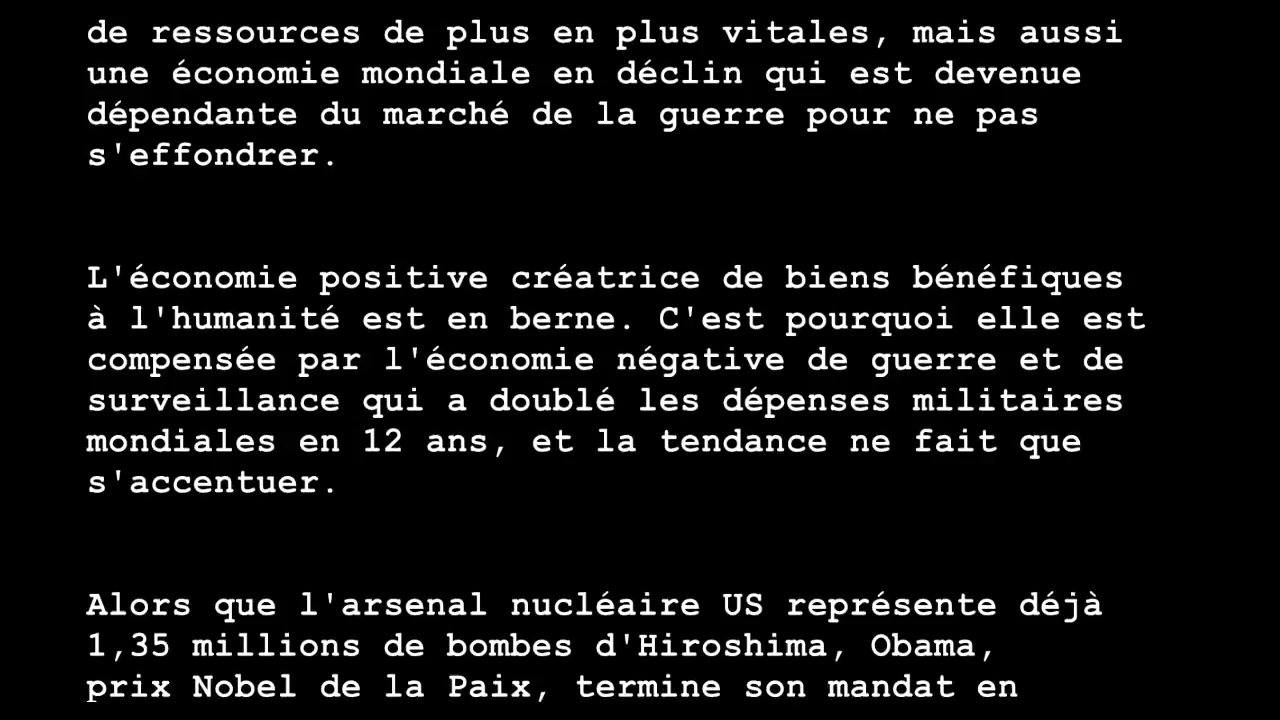 de ressources de plus en plus vitales, mais aussi
une économie mondiale en déclin qui est devenue
dépendante du marché de la guerre pour ne pas
s'effondrer.
L'économie positive créatrice de biens bénéfiques
à l'humanité est en berne. C'est pourquoi elle est
compensée par l'économie négative de guerre et de
surveillance qui a doublé les dépenses militaires
mondiales en 12 ans, et la tendance ne fait que
s'accentuer.
Alors que l'arsenal nucléaire US représente déjà
1,35 millions de bombes d'Hiroshima, Obama,
prix Nobel de la Paix, termine son mandat en